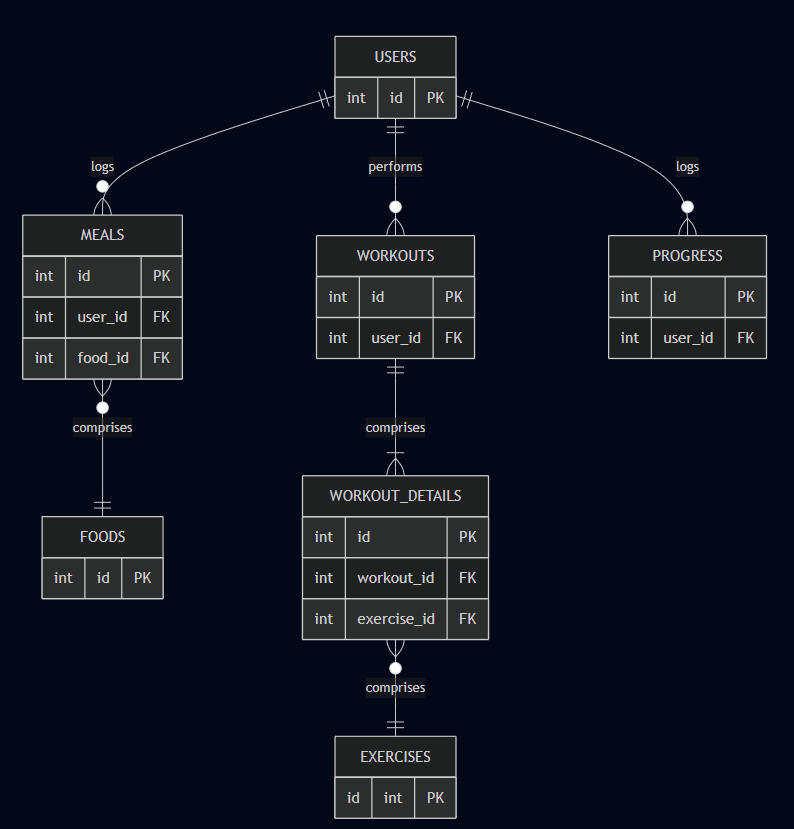 USERS
int id PK
logs
performs
logs
MEALS
int id PK
int user_id FK
int food_id FK
WORKOUTS
int id PK
int user_id FK
PROGRESS
int id PK
int user_id FK
comprises
comprises
FOODS
int id PK
WORKOUT_DETAILS
int id PK
int workout_id FK
int exercise_id FK
comprises
EXERCISES
id int PK